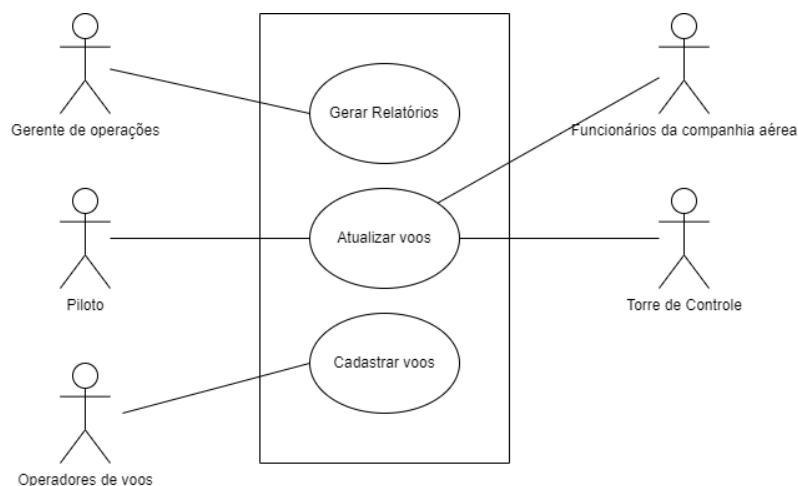 Gerente de operações
Gerar Relatórios
Funcionários da companhia aérea
Piloto
Atualizar voos
Torre de Controle
Cadastrar voos
Operadores de voos